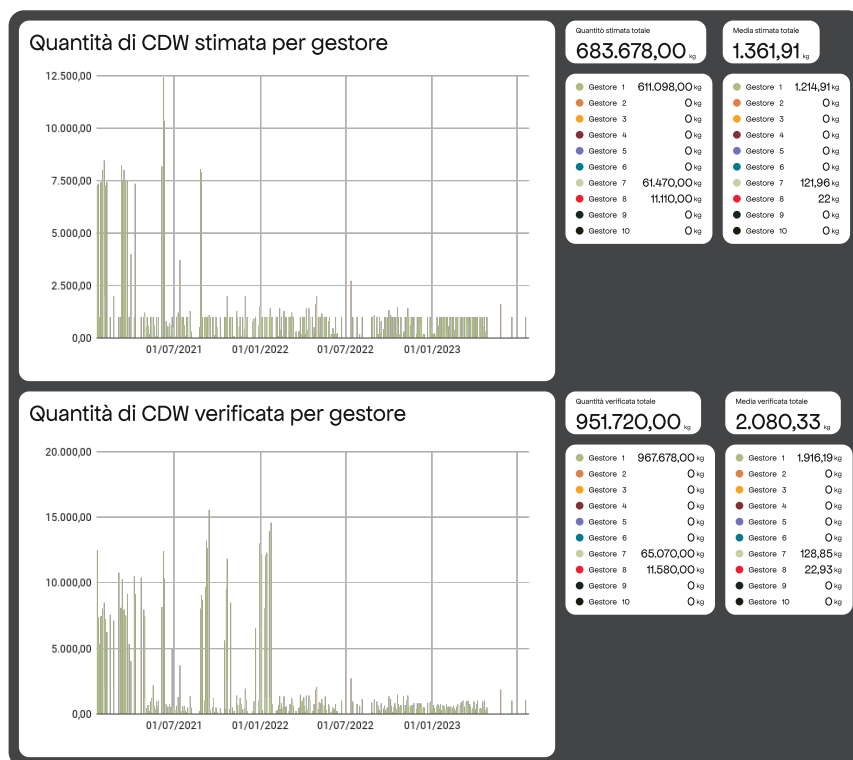 Quantità di CDW stimata per gestore
12.500,00
10.000,00
7.500,00
5.000,00
2.500,00
0,00
01/07/2021 01/01/2022 01/07/2022 01/01/2023
Quantità stimata totale
683.678,00 kg
Media stimata totale
1.361,91 kg
Gestore 1 611.098,00 kg
Gestore 2 0 kg
Gestore 3 0 kg
Gestore 4 0 kg
Gestore 5 0 kg
Gestore 6 0 kg
Gestore 7 61.470,00 kg
Gestore 8 11.110,00 kg
Gestore 9 0 kg
Gestore 10 0 kg
Gestore 1 1.214,91 kg
Gestore 2 0 kg
Gestore 3 0 kg
Gestore 4 0 kg
Gestore 5 0 kg
Gestore 6 0 kg
Gestore 7 121,96 kg
Gestore 8 22 kg
Gestore 9 0 kg
Gestore 10 0 kg
Quantità di CDW verificata per gestore
20.000,00
15.000,00
10.000,00
5.000,00
0,00
01/07/2021 01/01/2022 01/07/2022 01/01/2023
Quantità verificata totale
951.720,00 kg
Media verificata totale
2.080,33 kg
Gestore 1 967.678,00 kg
Gestore 2 0 kg
Gestore 3 0 kg
Gestore 4 0 kg
Gestore 5 0 kg
Gestore 6 0 kg
Gestore 7 65.070,00 kg
Gestore 8 11.580,00 kg
Gestore 9 0 kg
Gestore 10 0 kg
Gestore 1 1.916,19 kg
Gestore 2 0 kg
Gestore 3 0 kg
Gestore 4 0 kg
Gestore 5 0 kg
Gestore 6 0 kg
Gestore 7 128,85 kg
Gestore 8 22,93 kg
Gestore 9 0 kg
Gestore 10 0 kg